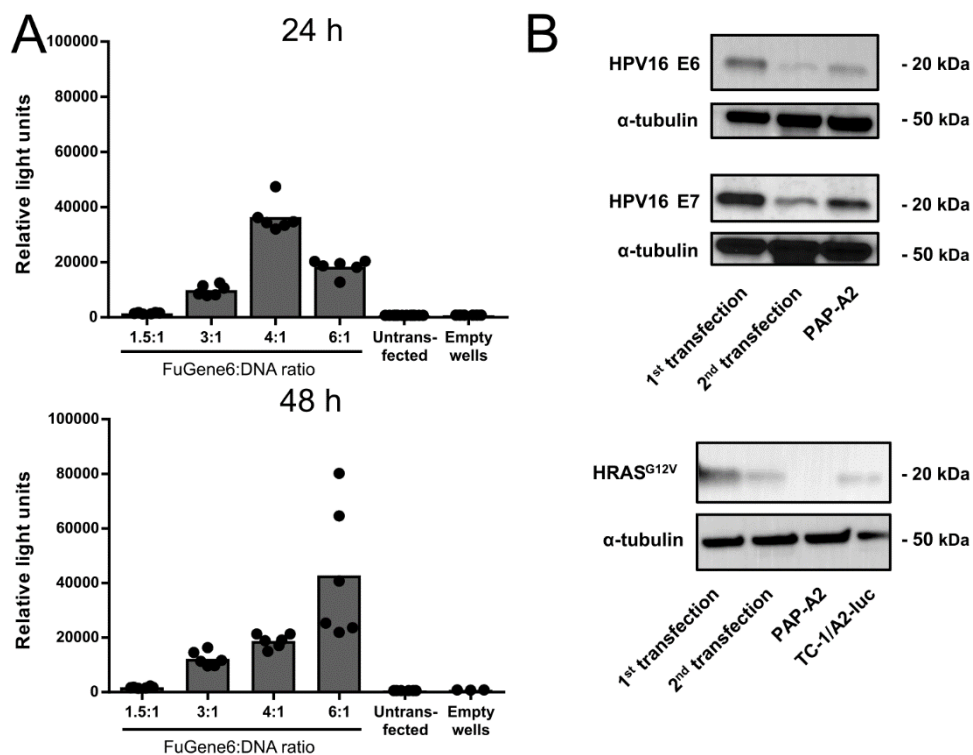 A
24 h
Relative light units
100000
80000
60000
40000
20000
0
1.5:1 3:1 4:1 6:1 Untrans-fected Empty wells
FuGene6:DNA ratio
48 h
Relative light units
100000
80000
60000
40000
20000
0
1.5:1 3:1 4:1 6:1 Untrans-fected Empty wells
FuGene6:DNA ratio
B
HPV16 E6 - 20 kDa
α-tubulin - 50 kDa
HPV16 E7 - 20 kDa
α-tubulin - 50 kDa
1st transfection
2nd transfection
PAP-A2
HRASG12V - 20 kDa
α-tubulin - 50 kDa
1st transfection
2nd transfection
PAP-A2
TC-1/A2-luc